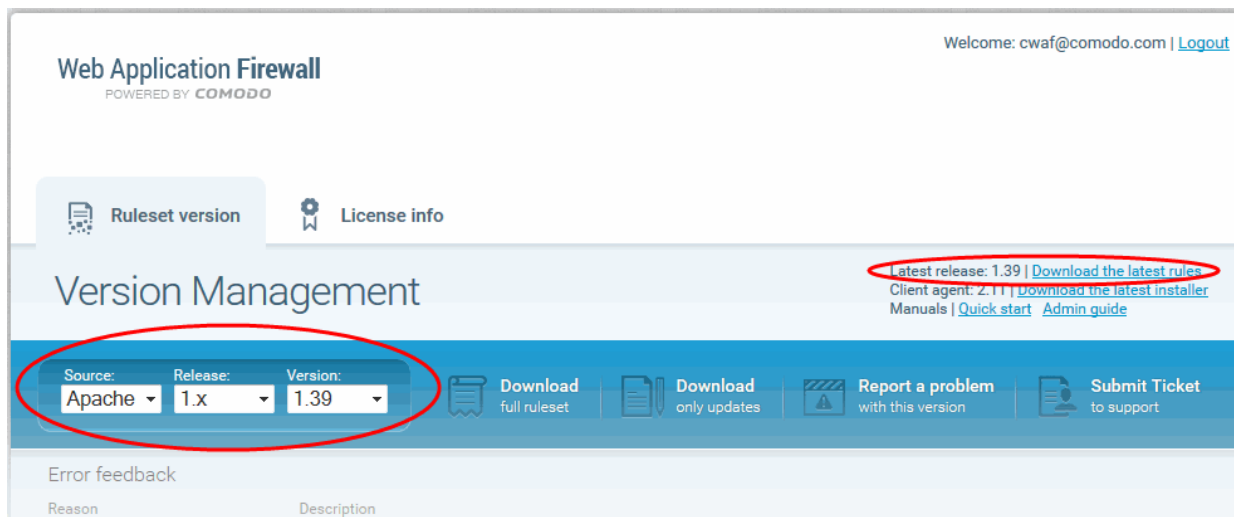 Welcome: cwaf@comodo.com | Logout
Web Application Firewall
POWERED BY COMODO
Ruleset version
License info
Version Management
Latest release: 1.39 | Download the latest rules
Client agent: 2.11 | Download the latest installer
Manuals | Quick start Admin guide
Source: Release: Version:
Apache 1.x 1.39
Download
full ruleset
Download
only updates
Report a problem
with this version
Submit Ticket
to support
Error feedback
Reason Description